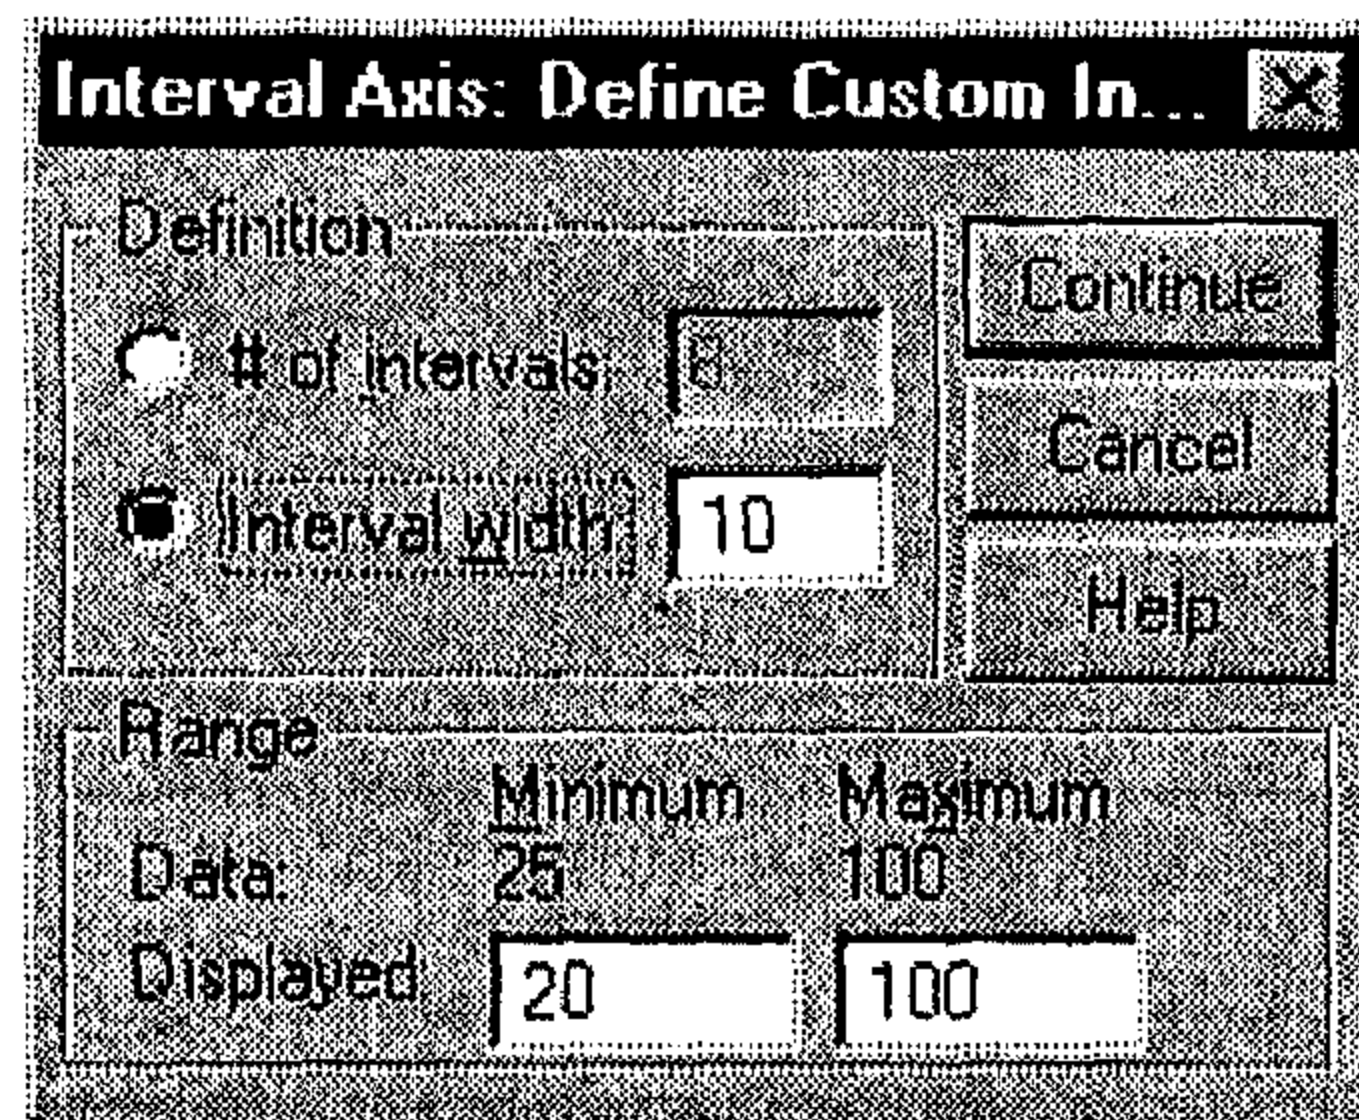 Interval Axis: Define Custom In...
Definition
Continue
# of intervals:
Cancel
Interval width: 10
Help
Range
Minimum Maximum
Data: 25 100
Displayed: 20 100